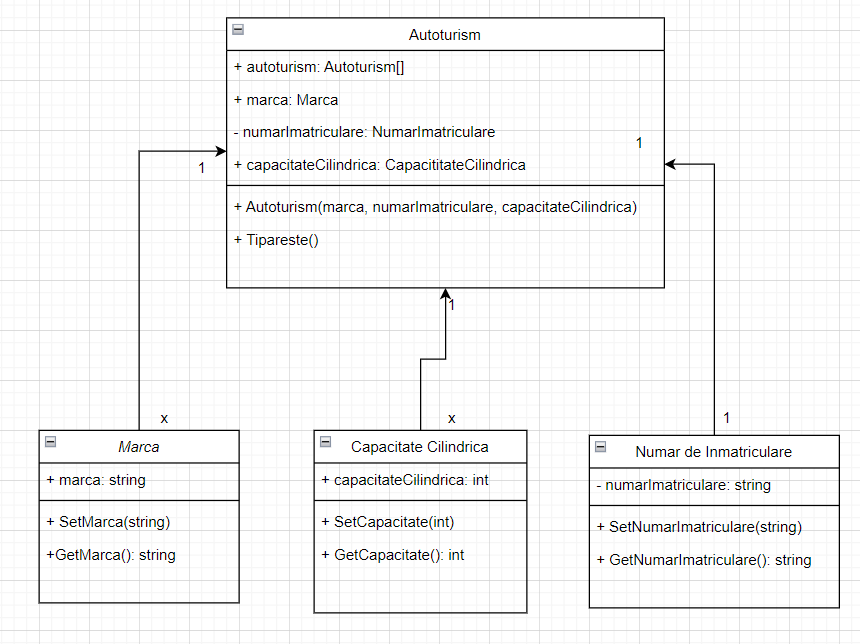 Autoturism
+ autoturism: Autoturism[]
+ marca: Marca
- numarImatriculare: NumarImatriculare
1
+ capacitateCilindrica: CapacititateCilindrica
1
+ Autoturism(marca, numarImatriculare, capacitateCilindrica)
+ Tipareste()
1
x
x
1
Marca
+ marca: string
+ SetMarca(string)
+GetMarca(): string
Capacitate Cilindrica
+ capacitateCilindrica: int
+ SetCapacitate(int)
+ GetCapacitate(): int
Numar de Inmatriculare
- numarImatriculare: string
+ SetNumarImatriculare(string)
+ GetNumarImatriculare(): string